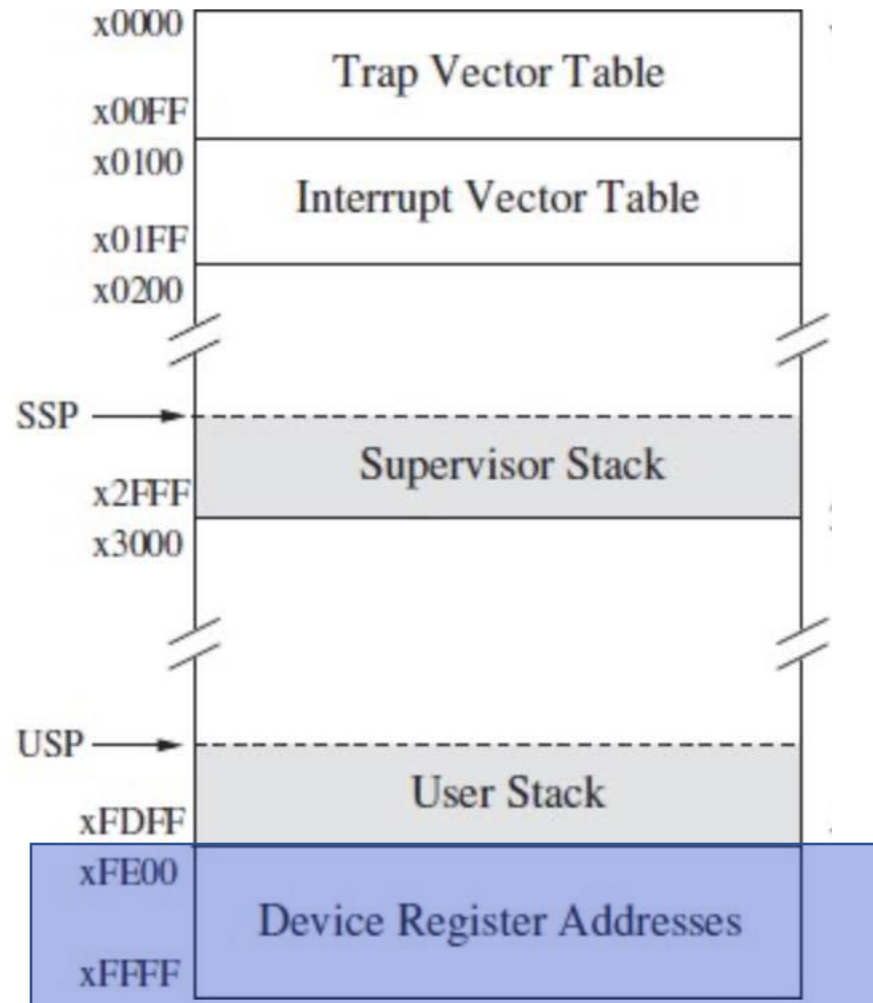 x0000
Trap Vector Table
x00FF
x0100
Interrupt Vector Table
x01FF
x0200
SSP
Supervisor Stack
x2FFF
x3000
USP
User Stack
xFDFF
xFE00
Device Register Addresses
xFFFF